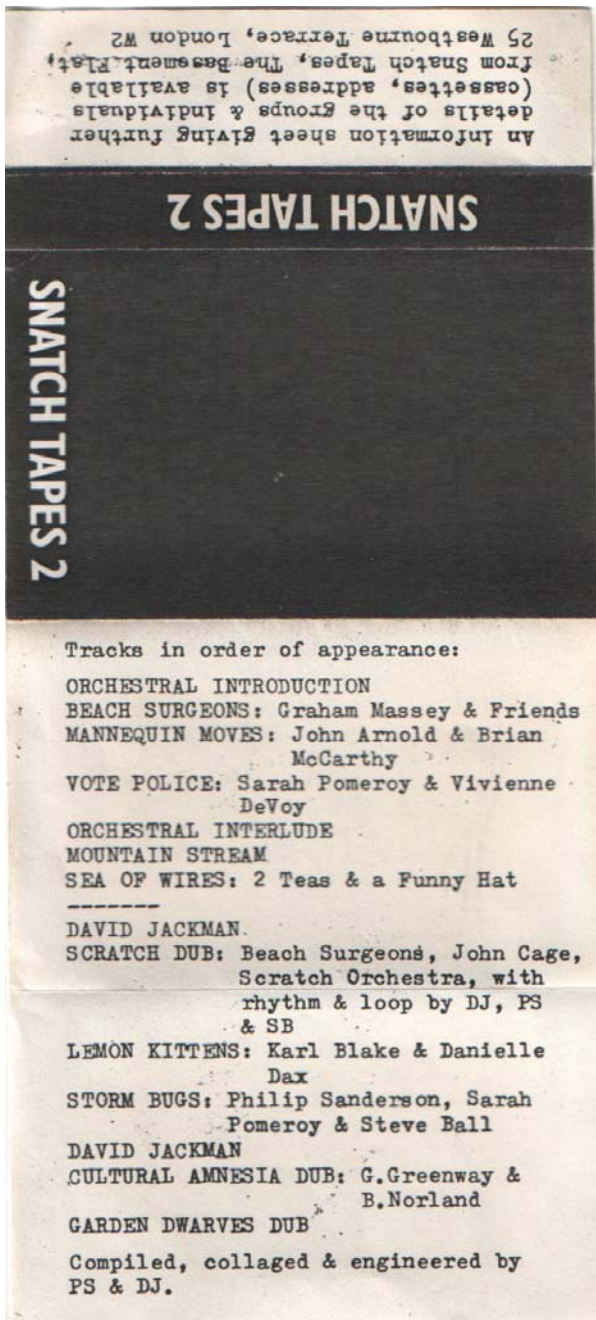 An information sheet giving further
details of the groups & individuals
(cassettes, addresses) is available
from Snatch Tapes, The Basement Flat,
25 Westbourne Terrace, London W2
SNATCH TAPES 2
SNATCH TAPES 2
Tracks in order of appearance:
ORCHESTRAL INTRODUCTION
BEACH SURGEONS: Graham Massey & Friends
MANNEQUIN MOVES: John Arnold & Brian
McCarthy
VOTE POLICE: Sarah Pomeroy & Vivienne
DeVoy
ORCHESTRAL INTERLUDE
MOUNTAIN STREAM
SEA OF WIRES: 2 Teas & a Funny Hat
-------
DAVID JACKMAN
SCRATCH DUB: Beach Surgeons, John Cage,
Scratch Orchestra, with
rhythm & loop by DJ, PS
& SB
LEMON KITTENS: Karl Blake & Danielle
Dax
STORM BUGS: Philip Sanderson, Sarah
Pomeroy & Steve Ball
DAVID JACKMAN
CULTURAL AMNESIA DUB: G.Greenway &
B.Norland
GARDEN DWARVES DUB
Compiled, collaged & engineered by
PS & DJ.